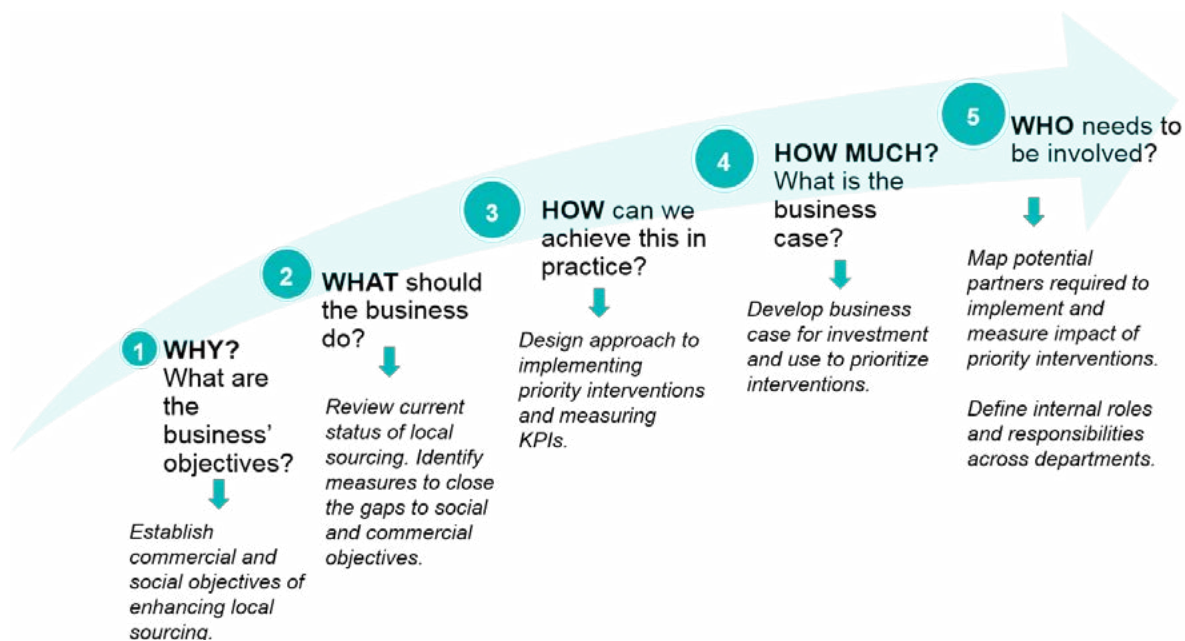 1
WHY?
What are
the
business’
objectives?
Establish
commercial and
social objectives of
enhancing local
sourcing.
2
WHAT should
the business
do?
Review current
status of local
sourcing. Identify
measures to close
the gaps to social
and commercial
objectives.
3
HOW can we
achieve this in
practice?
Design approach to
implementing
priority interventions
and measuring
KPIs.
4
HOW MUCH?
What is the
business
case?
Develop business
case for investment
and use to prioritize
interventions.
5
WHO needs to
be involved?
Map potential
partners required to
implement and
measure impact of
priority interventions.
Define internal roles
and responsibilities
across departments.